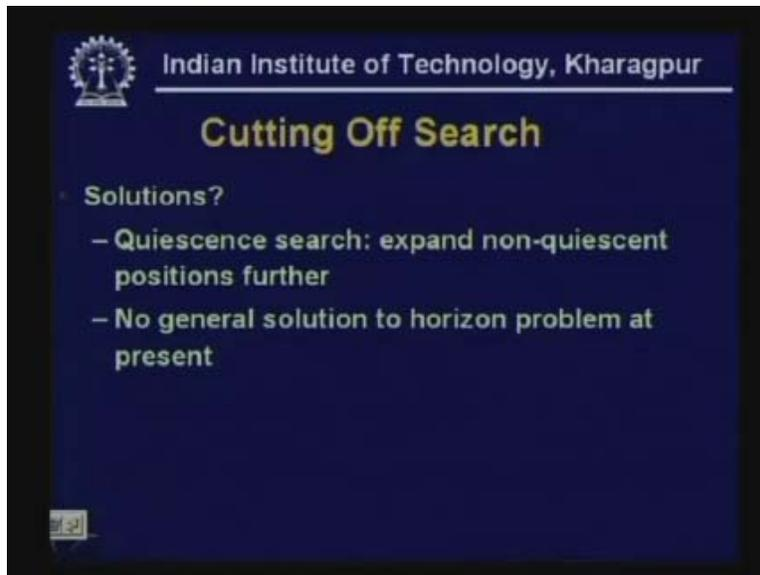 Indian Institute of Technology, Kharagpur
Cutting Off Search
Solutions?
– Quiescence search: expand non-quiescent
positions further
– No general solution to horizon problem at
present